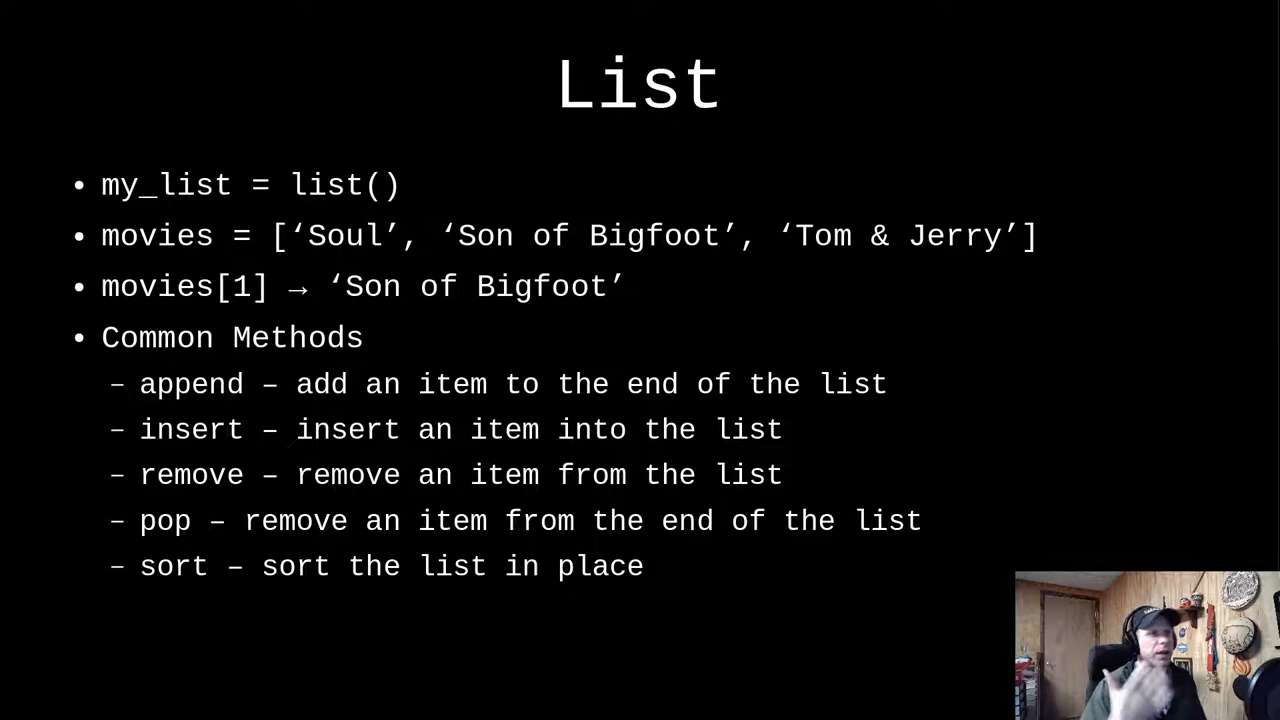 List
• my_list = list()
• movies = [‘Soul’, ‘Son of Bigfoot’, ‘Tom & Jerry’]
• movies[1] → ‘Son of Bigfoot’
• Common Methods
– append – add an item to the end of the list
– insert – insert an item into the list
– remove – remove an item from the list
– pop – remove an item from the end of the list
– sort – sort the list in place